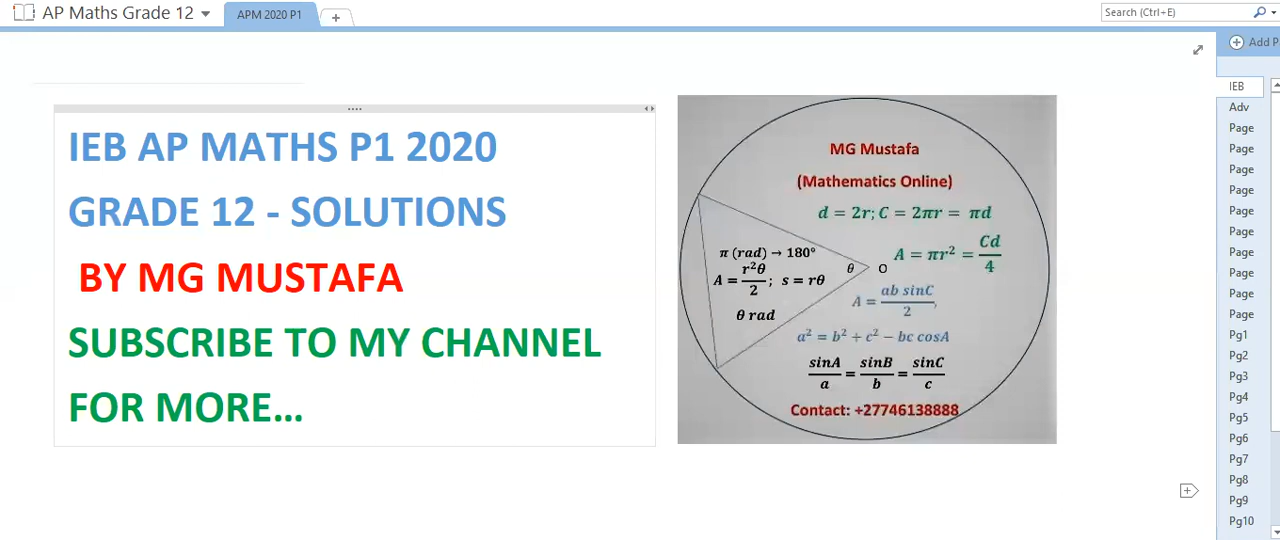 AP Maths Grade 12
APM 2020 P1
Search (Ctrl+E)
Add P
IEB AP MATHS P1 2020
GRADE 12 - SOLUTIONS
BY MG MUSTAFA
SUBSCRIBE TO MY CHANNEL
FOR MORE...
MG Mustafa
(Mathematics Online)
d = 2r; C = 2πr = πd
A = πr² = Cd/4
π (rad) → 180°
A = r²θ/2 ; s = rθ
θ rad
θ
O
A = ab sinC/2,
a² = b² + c² − bc cosA
sinA/a = sinB/b = sinC/c
Contact: +27746138888
IEB
Adv
Page
Page
Page
Page
Page
Page
Page
Page
Page
Page
Pg1
Pg2
Pg3
Pg4
Pg5
Pg6
Pg7
Pg8
Pg9
Pg10